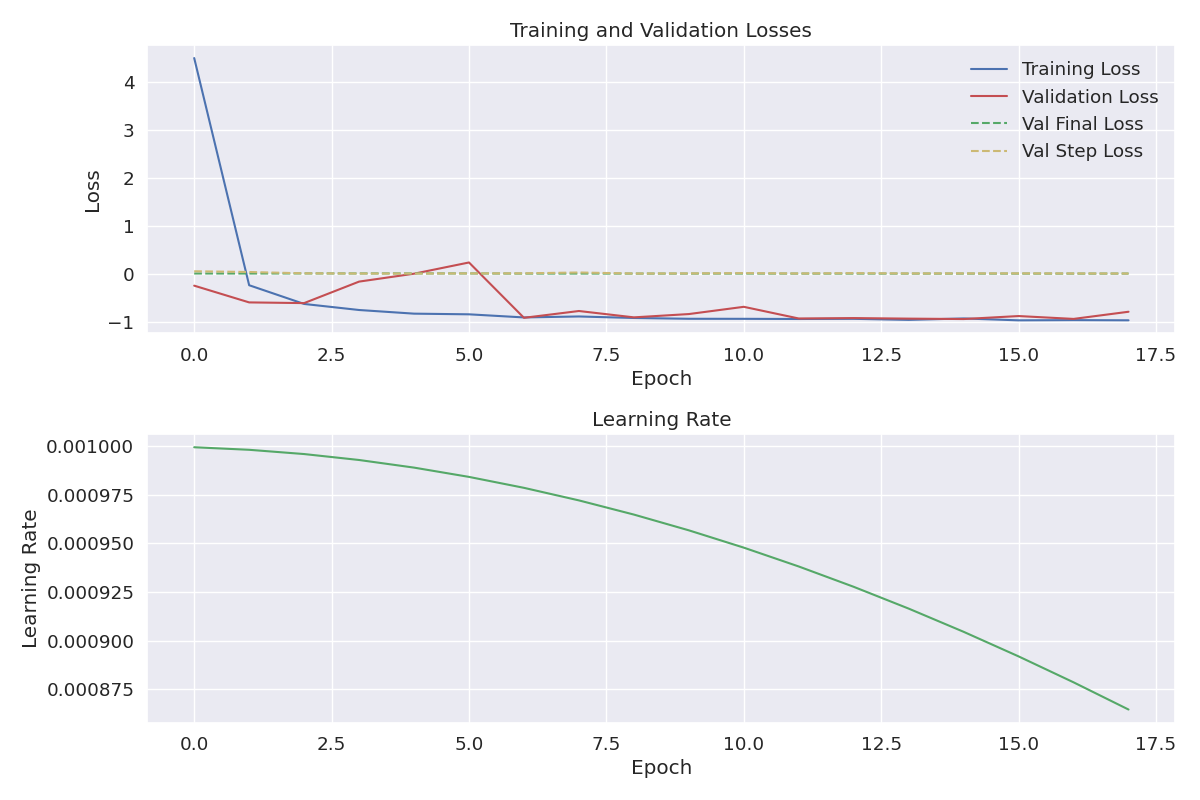 Training and Validation Losses
4
3
2
1
0
−1
Loss
Training Loss
Validation Loss
Val Final Loss
Val Step Loss
0.0 2.5 5.0 7.5 10.0 12.5 15.0 17.5
Epoch
Learning Rate
0.001000
0.000975
0.000950
0.000925
0.000900
0.000875
Learning Rate
0.0 2.5 5.0 7.5 10.0 12.5 15.0 17.5
Epoch